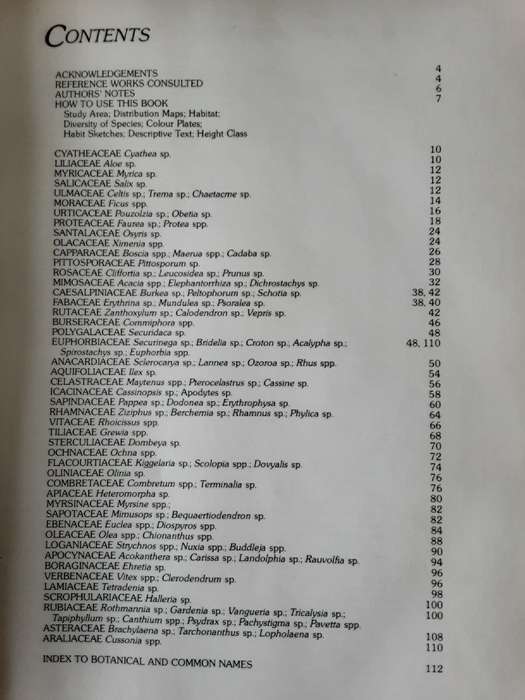 CONTENTS
ACKNOWLEDGEMENTS 4
REFERENCE WORKS CONSULTED 4
AUTHORS' NOTES 6
HOW TO USE THIS BOOK 7
Study Area; Distribution Maps; Habitat;
Diversity of Species; Colour Plates;
Habit Sketches; Descriptive Text; Height Class
CYATHEACEAE Cyathea sp. 10
LILIACEAE Aloe sp. 10
MYRICACEAE Myrica sp. 12
SALICACEAE Salix sp. 12
ULMACEAE Celtis sp.; Trema sp.; Chaetacme sp. 12
MORACEAE Ficus spp. 14
URTICACEAE Pouzolzia sp.; Obetia sp. 16
PROTEACEAE Faurea sp.; Protea spp. 18
SANTALACEAE Osyris sp. 24
OLACACEAE Ximenia spp. 24
CAPPARACEAE Boscia spp.; Maerua spp.; Cadaba sp. 26
PITTOSPORACEAE Pittosporum sp. 28
ROSACEAE Cliffortia sp.; Leucosidea sp.; Prunus sp. 30
MIMOSACEAE Acacia spp.; Elephantorrhiza sp.; Dichrostachys sp. 32
CAESALPINIACEAE Burkea sp.; Peltophorum sp.; Schotia sp. 38, 42
FABACEAE Erythrina sp.; Mundulea sp.; Psoralea sp. 38, 40
RUTACEAE Zanthoxylum sp.; Calodendron sp.; Vepris sp. 42
BURSERACEAE Commiphora spp. 46
POLYGALACEAE Securidaca sp. 48
EUPHORBIACEAE Securinega sp.; Bridelia sp.; Croton sp.; Acalypha sp.; 48, 110
Spirostachys sp.; Euphorbia spp.
ANACARDIACEAE Sclerocarya sp.; Lannea sp.; Ozoroa sp.; Rhus spp. 50
AQUIFOLIACEAE Ilex sp. 54
CELASTRACEAE Maytenus spp.; Pterocelastrus sp.; Cassine sp. 56
ICACINACEAE Cassinopsis sp.; Apodytes sp. 58
SAPINDACEAE Pappea sp.; Dodonea sp.; Erythrophysa sp. 60
RHAMNACEAE Ziziphus sp.; Berchemia sp.; Rhamnus sp.; Phylica sp. 64
VITACEAE Rhoicissus spp. 66
TILIACEAE Grewia spp. 68
STERCULIACEAE Dombeya sp. 70
OCHNACEAE Ochna spp. 72
FLACOURTIACEAE Kiggelaria sp.; Scolopia spp.; Dovyalis sp. 74
OLINIACEAE Olinia sp. 76
COMBRETACEAE Combretum spp.; Terminalia sp. 76
APIACEAE Heteromorpha sp. 80
MYRSINACEAE Myrsine spp.; 82
SAPOTACEAE Mimusops sp.; Bequaertiodendron sp. 82
EBENACEAE Euclea spp.; Diospyros spp. 84
OLEACEAE Olea spp.; Chionanthus spp. 88
LOGANIACEAE Strychnos spp.; Nuxia spp.; Buddleja spp. 90
APOCYNACEAE Acokanthera sp.; Carissa sp.; Landolphia sp.; Rauvolfia sp. 94
BORAGINACEAE Ehretia sp. 96
VERBENACEAE Vitex spp.; Clerodendrum sp. 96
LAMIACEAE Tetradenia sp. 98
SCROPHULARIACEAE Halleria sp. 100
RUBIACEAE Rothmannia sp.; Gardenia sp.; Vangueria sp.; Tricalysia sp.; 100
Tapiphyllum sp.; Canthium spp.; Psydrax sp.; Pachystigma sp.; Pavetta spp.
ASTERACEAE Brachylaena sp.; Tarchonanthus sp.; Lopholaena sp. 108
ARALIACEAE Cussonia spp. 110
INDEX TO BOTANICAL AND COMMON NAMES 112